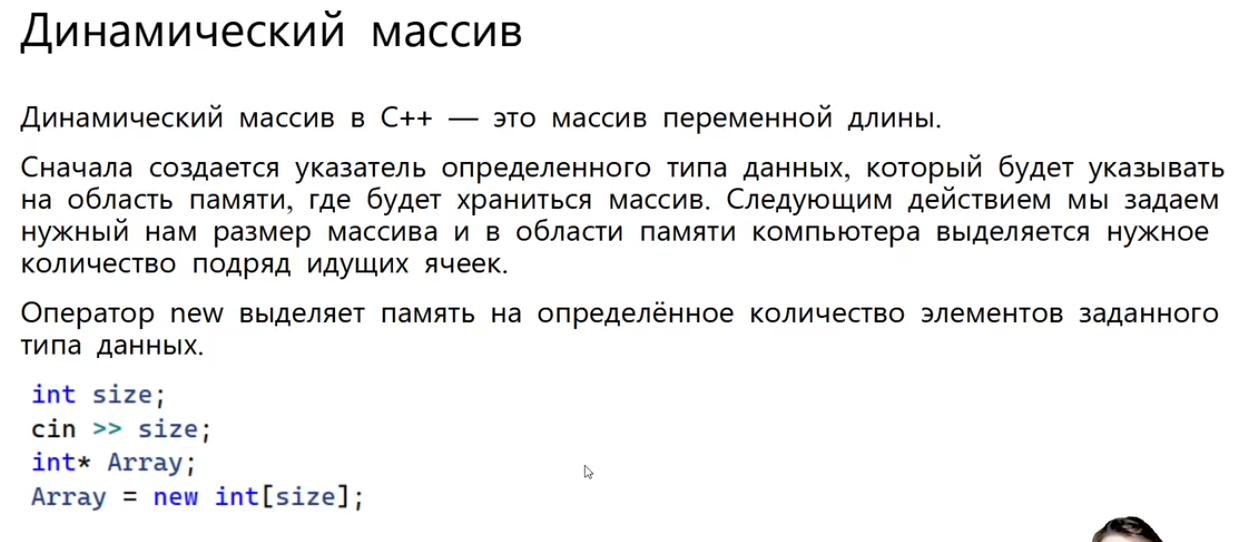 Динамический массив
Динамический массив в C++ — это массив переменной длины.
Сначала создается указатель определенного типа данных, который будет указывать
на область памяти, где будет храниться массив. Следующим действием мы задаем
нужный нам размер массива и в области памяти компьютера выделяется нужное
количество подряд идущих ячеек.
Оператор new выделяет память на определённое количество элементов заданного
типа данных.
int size;
cin >> size;
int* Array;
Array = new int[size];